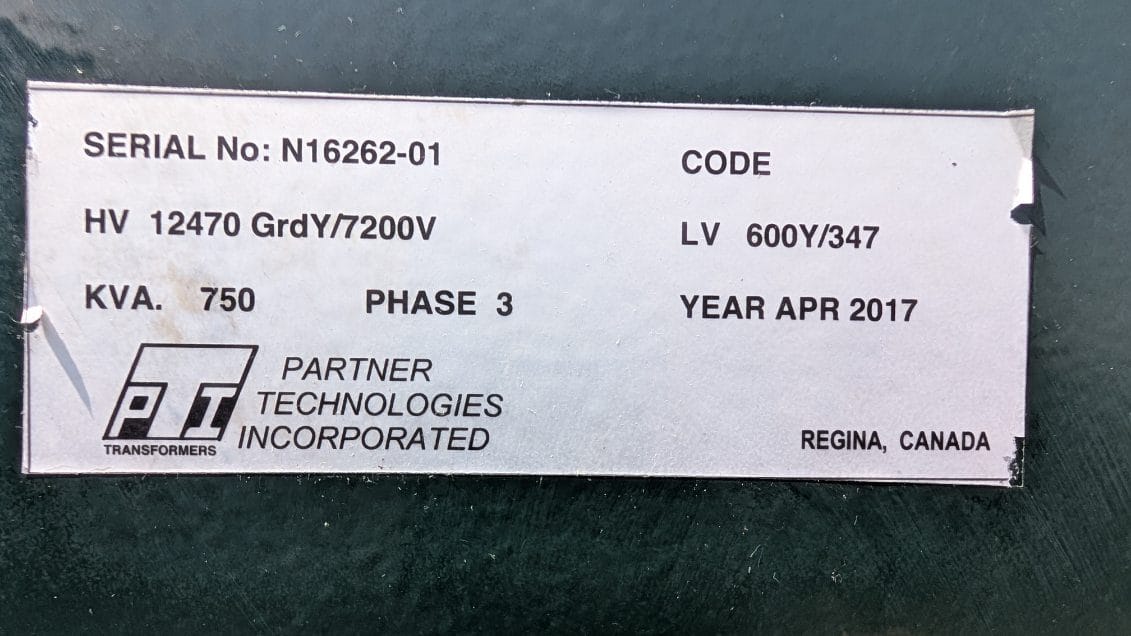 SERIAL No: N16262-01 CODE
HV 12470 GrdY/7200V LV 600Y/347
KVA. 750 PHASE 3 YEAR APR 2017
PTI
TRANSFORMERS
PARTNER
TECHNOLOGIES
INCORPORATED
REGINA, CANADA